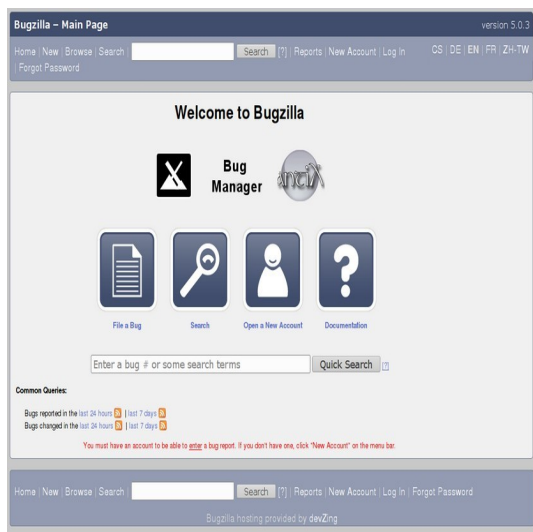 Bugzilla – Main Page version 5.0.3
Home | New | Browse | Search | Search [?] | Reports | New Account | Log In CS | DE | EN | FR | ZH-TW
| Forgot Password
Welcome to Bugzilla
Bug
Manager
antiX
File a Bug Search Open a New Account Documentation
Enter a bug # or some search terms Quick Search [?]
Common Queries:
Bugs reported in the last 24 hours | last 7 days
Bugs changed in the last 24 hours | last 7 days
You must have an account to be able to enter a bug report. If you don't have one, click "New Account" on the menu bar.
Home | New | Browse | Search | Search [?] | Reports | New Account | Log In | Forgot Password
Bugzilla hosting provided by devZing